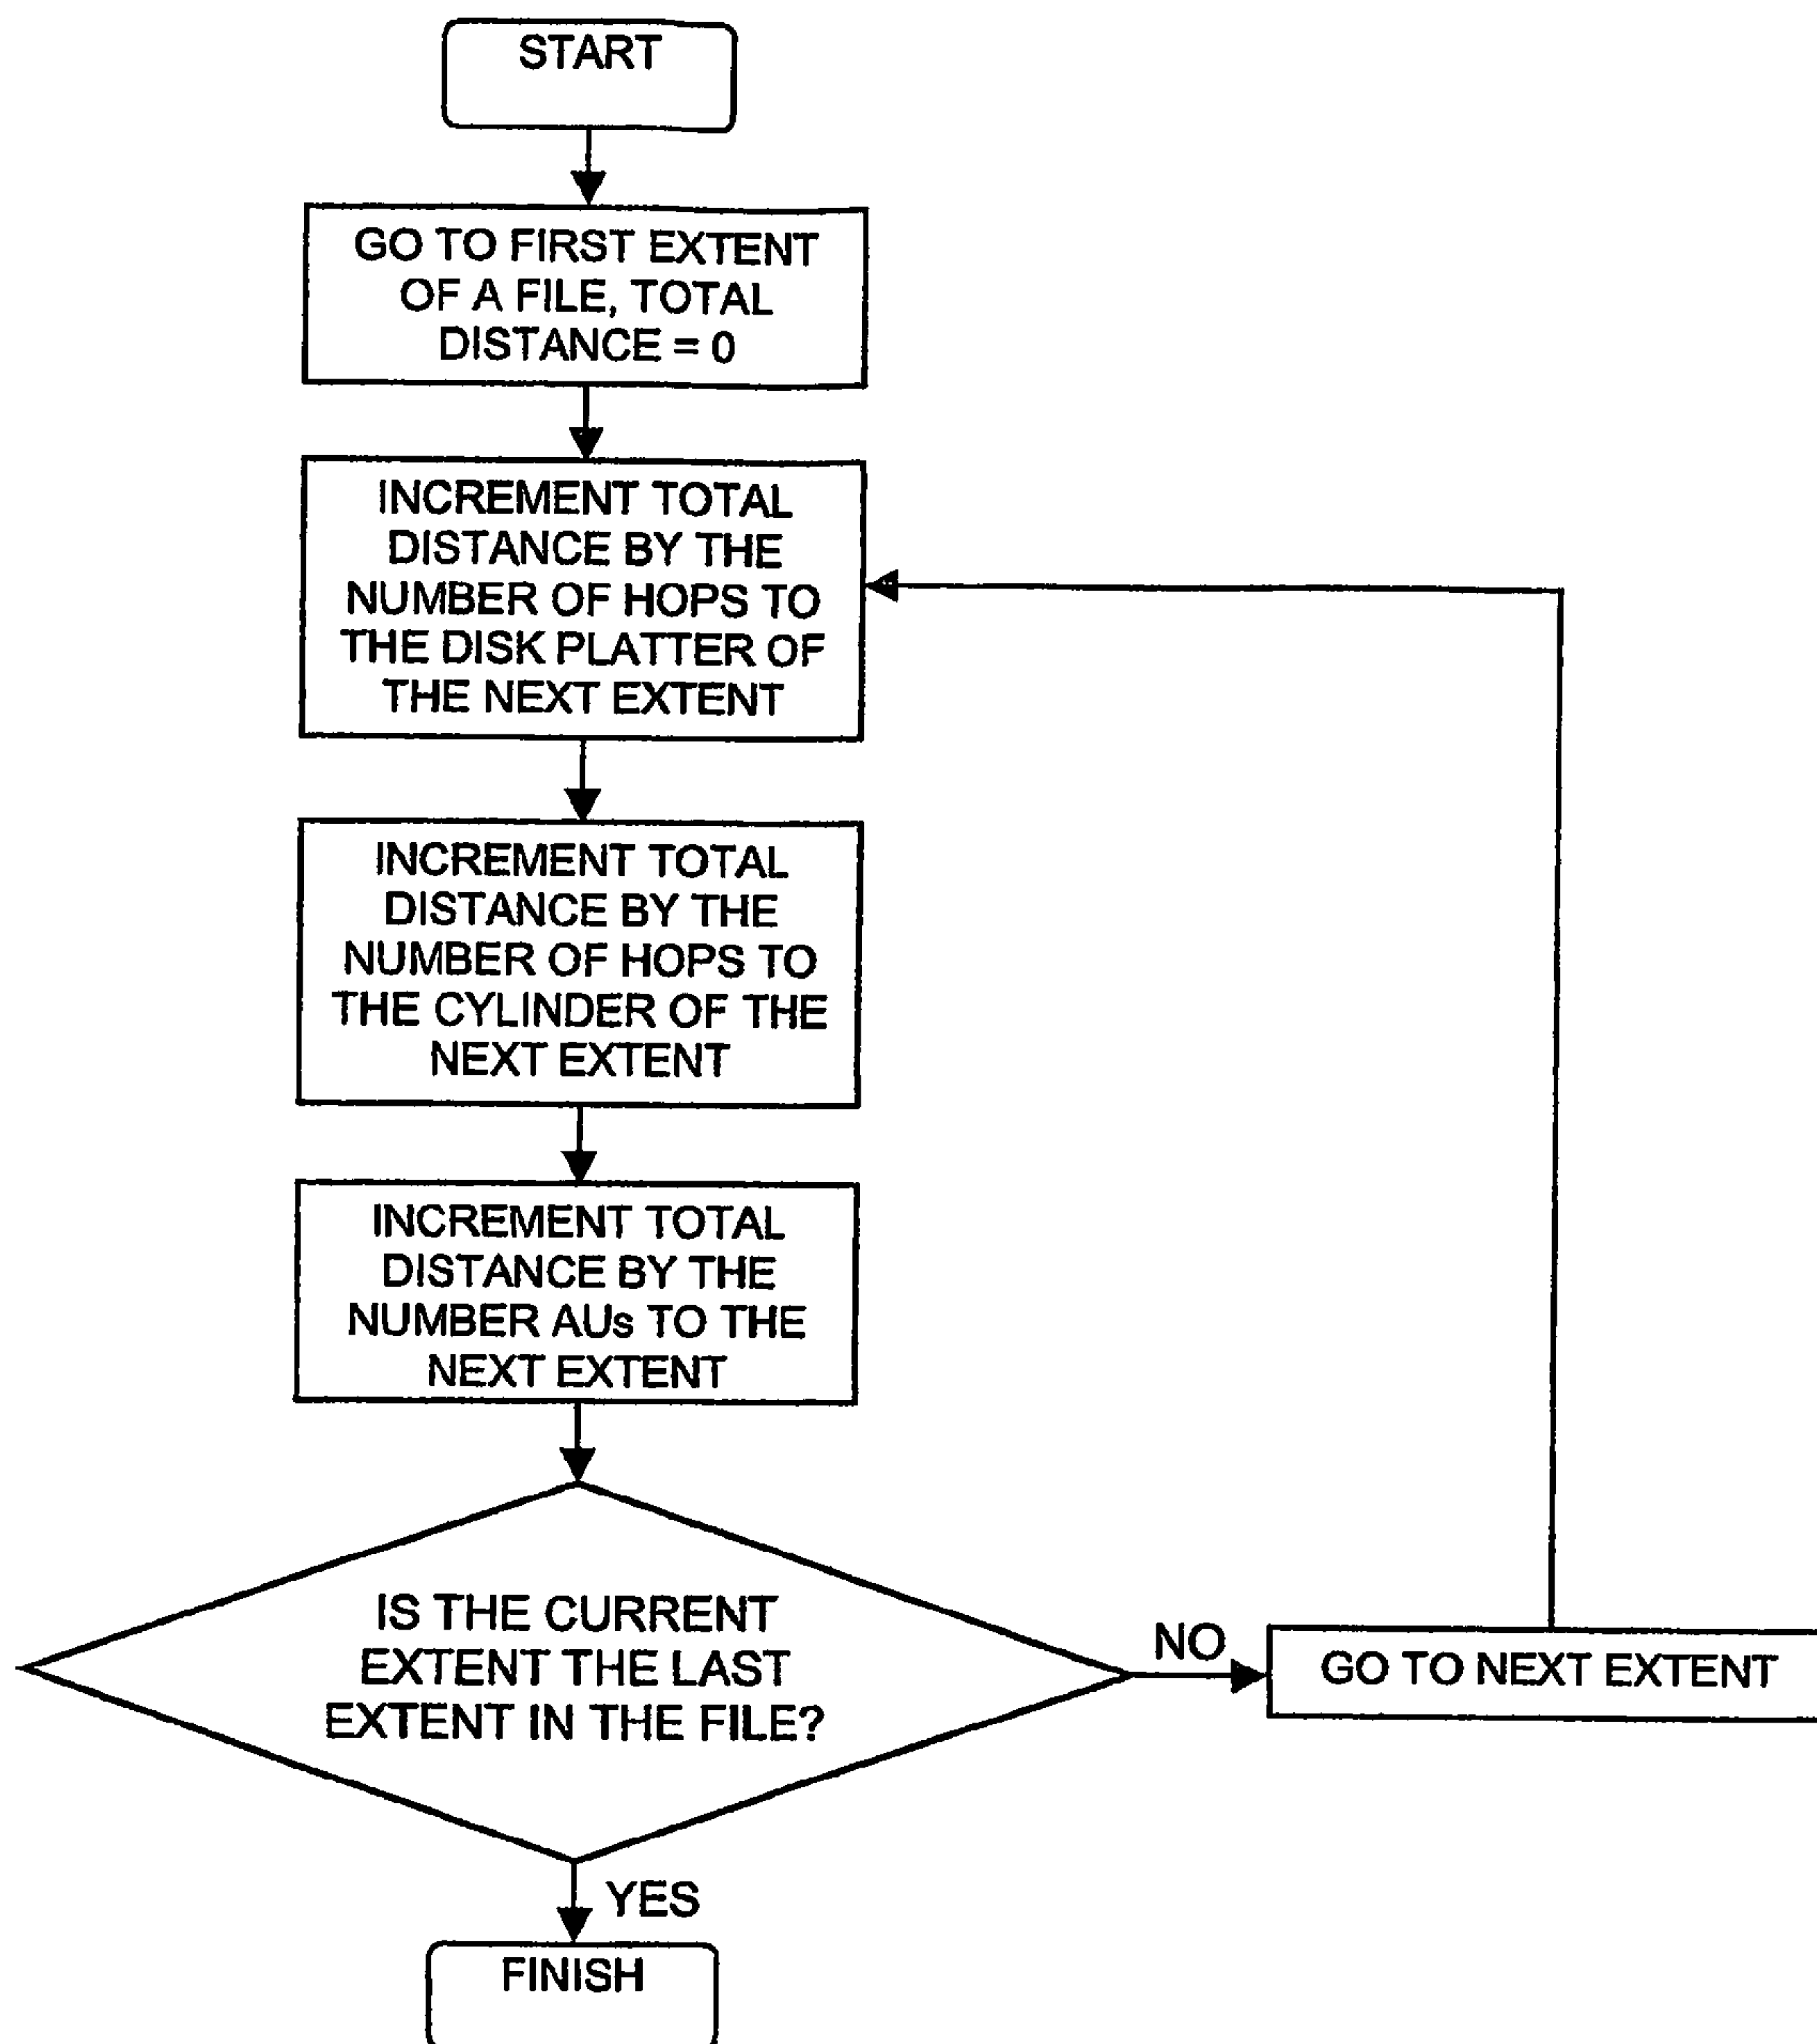 START
GO TO FIRST EXTENT
OF A FILE, TOTAL
DISTANCE = 0
INCREMENT TOTAL
DISTANCE BY THE
NUMBER OF HOPS TO
THE DISK PLATTER OF
THE NEXT EXTENT
INCREMENT TOTAL
DISTANCE BY THE
NUMBER OF HOPS TO
THE CYLINDER OF THE
NEXT EXTENT
INCREMENT TOTAL
DISTANCE BY THE
NUMBER AUs TO THE
NEXT EXTENT
IS THE CURRENT
EXTENT THE LAST
EXTENT IN THE FILE?
NO
GO TO NEXT EXTENT
YES
FINISH